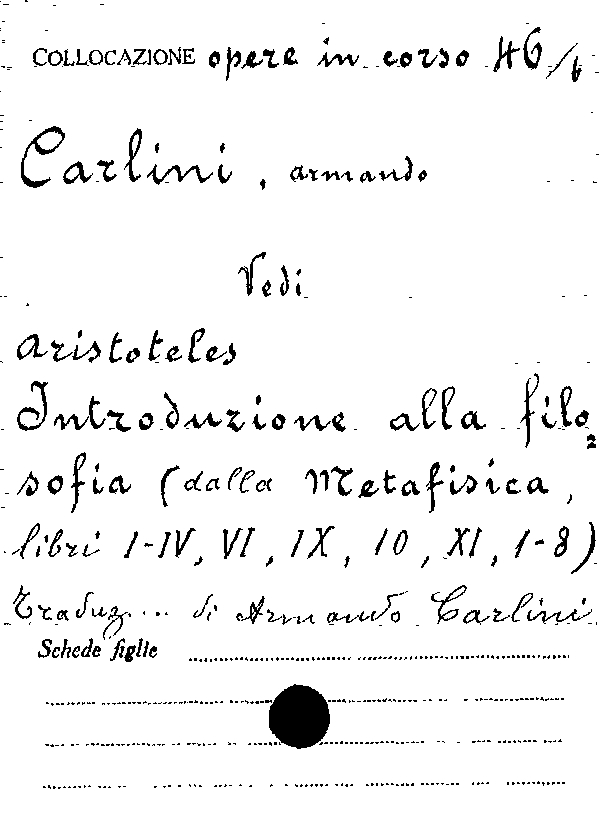 COLLOCAZIONE opere in corso 46/6
Carlini, armando
Vedi
aristoteles
Introduzione alla filo
sofia (dalla Metafisica,
libri I-IV, VI, IX, 10, XI, 1-8)
Traduz... di Armando Carlini
Schede figlie